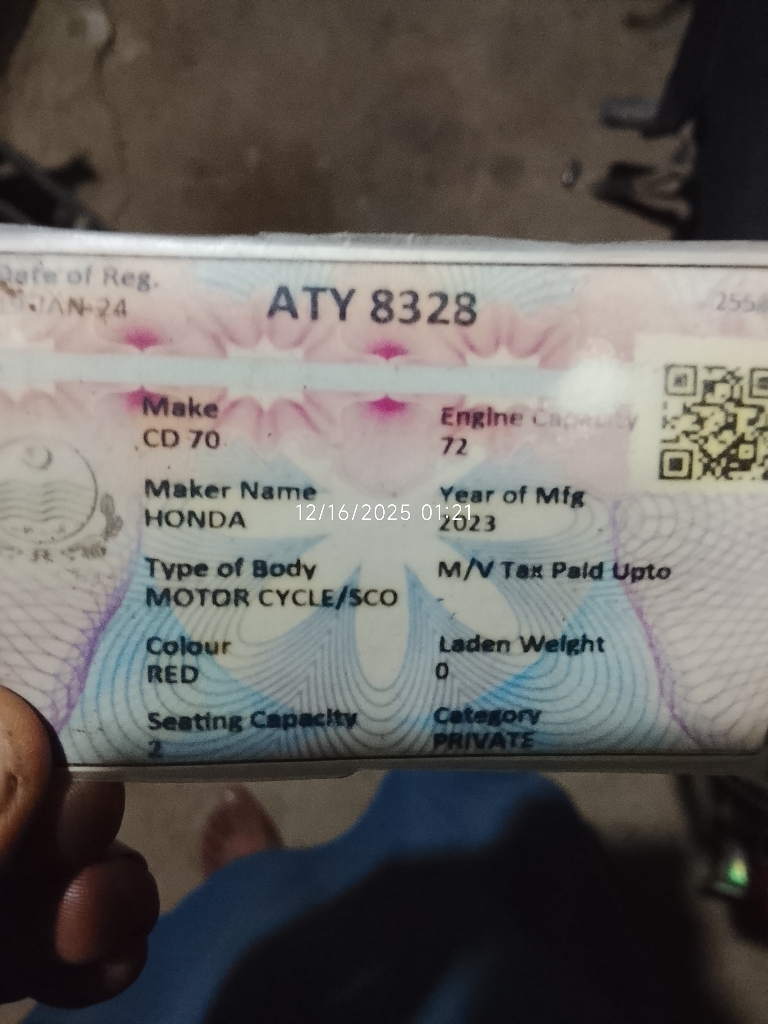 Date of Reg.
JAN-24
ATY 8328
Make
CD 70
Engine Capacity
72
Maker Name
HONDA
Year of Mfg
2023
12/16/2025 01:21
Type of Body
MOTOR CYCLE/SCO
M/V Tax Paid Upto
-
Colour
RED
Laden Weight
0
Seating Capacity
2
Category
PRIVATE